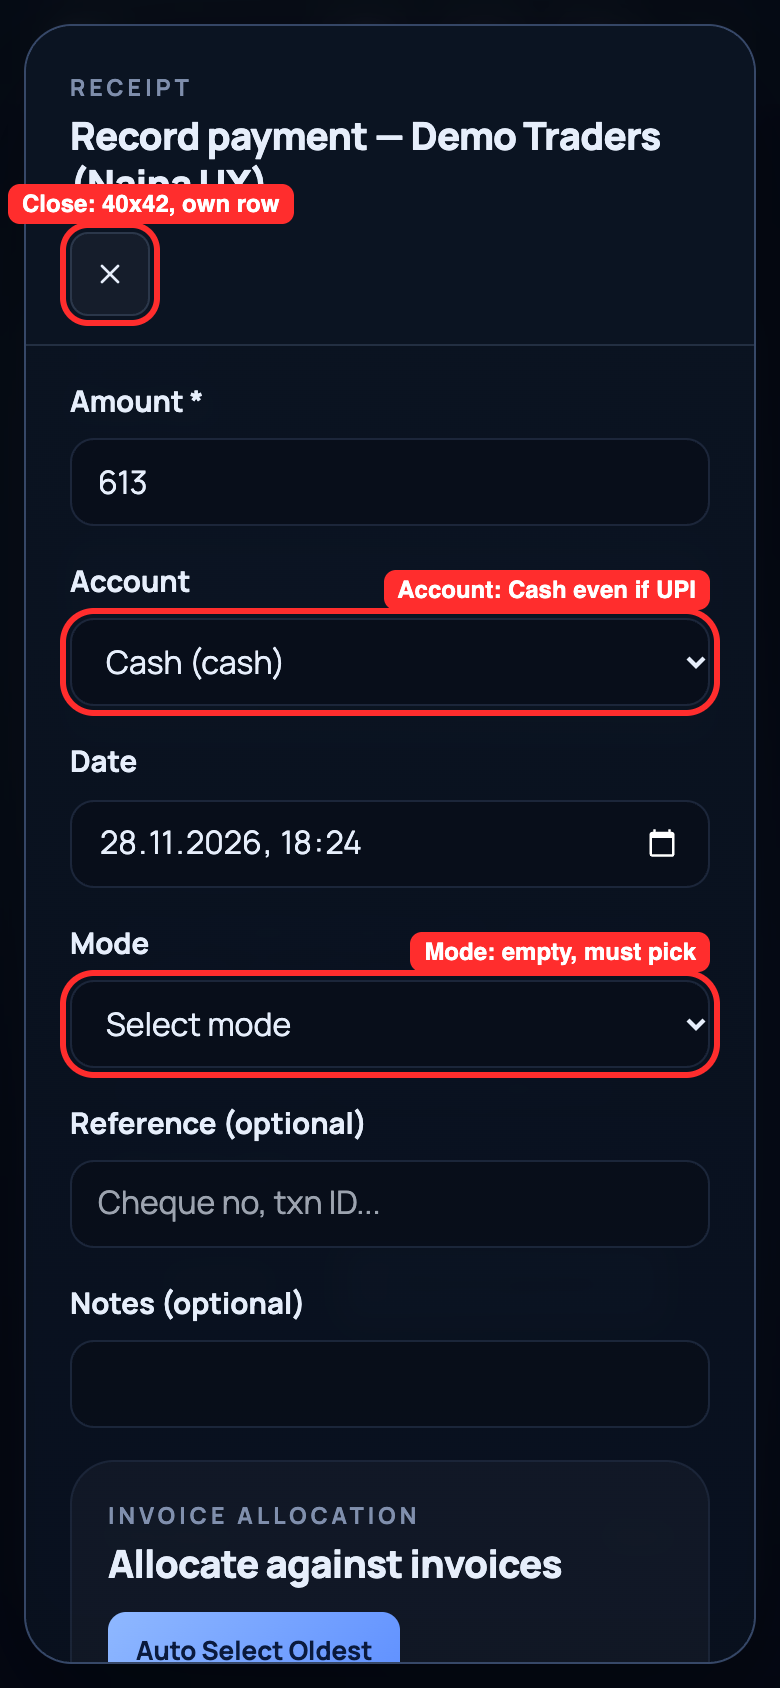 RECEIPT
Record payment — Demo Traders
Close: 40x42, own row
Amount *
613
Account
Account: Cash even if UPI
Cash (cash)
Date
28.11.2026, 18:24
Mode
Mode: empty, must pick
Select mode
Reference (optional)
Cheque no, txn ID...
Notes (optional)
INVOICE ALLOCATION
Allocate against invoices
Auto Select Oldest